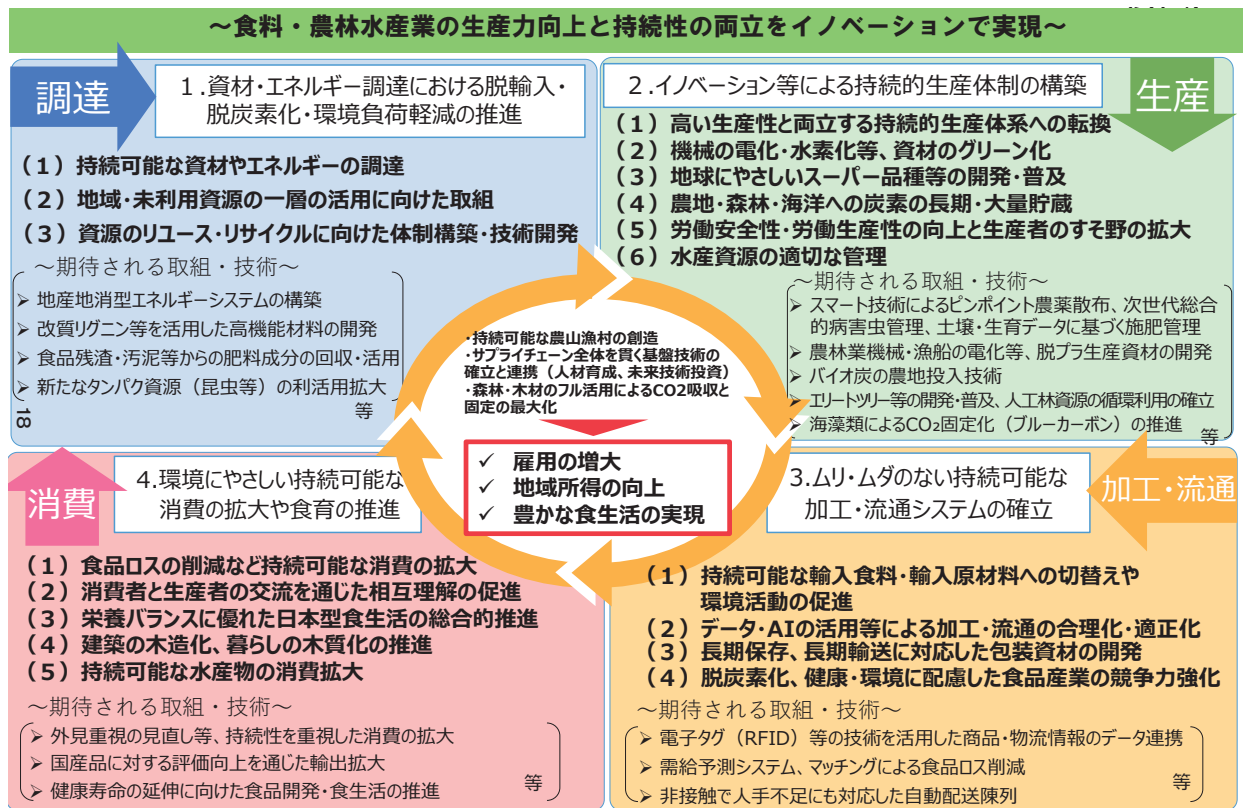 ～食料・農林水産業の生産力向上と持続性の両立をイノベーションで実現～
調達
１.資材・エネルギー調達における脱輸入・
脱炭素化・環境負荷軽減の推進
（１）持続可能な資材やエネルギーの調達
（２）地域・未利用資源の一層の活用に向けた取組
（３）資源のリユース・リサイクルに向けた体制構築・技術開発
～期待される取組・技術～
➢ 地産地消型エネルギーシステムの構築
➢ 改質リグニン等を活用した高機能材料の開発
➢ 食品残渣・汚泥等からの肥料成分の回収・活用
➢ 新たなタンパク資源（昆虫等）の利活用拡大
等
18
２.イノベーション等による持続的生産体制の構築
生産
（１）高い生産性と両立する持続的生産体系への転換
（２）機械の電化・水素化等、資材のグリーン化
（３）地球にやさしいスーパー品種等の開発・普及
（４）農地・森林・海洋への炭素の長期・大量貯蔵
（５）労働安全性・労働生産性の向上と生産者のすそ野の拡大
（６）水産資源の適切な管理
～期待される取組・技術～
➢ スマート技術によるピンポイント農薬散布、次世代総合
的病害虫管理、土壌・生育データに基づく施肥管理
➢ 農林業機械・漁船の電化等、脱プラ生産資材の開発
➢ バイオ炭の農地投入技術
➢ エリートツリー等の開発・普及、人工林資源の循環利用の確立
➢ 海藻類によるCO₂固定化（ブルーカーボン）の推進
等
・持続可能な農山漁村の創造
・サプライチェーン全体を貫く基盤技術の
確立と連携（人材育成、未来技術投資）
・森林・木材のフル活用によるCO2吸収と
固定の最大化
✓ 雇用の増大
✓ 地域所得の向上
✓ 豊かな食生活の実現
3.ムリ・ムダのない持続可能な
加工・流通システムの確立
加工・流通
（１）持続可能な輸入食料・輸入原材料への切替えや
環境活動の促進
（２）データ・AIの活用等による加工・流通の合理化・適正化
（３）長期保存、長期輸送に対応した包装資材の開発
（４）脱炭素化、健康・環境に配慮した食品産業の競争力強化
～期待される取組・技術～
➢ 電子タグ（RFID）等の技術を活用した商品・物流情報のデータ連携
➢ 需給予測システム、マッチングによる食品ロス削減
➢ 非接触で人手不足にも対応した自動配送陳列
等
消費
4.環境にやさしい持続可能な
消費の拡大や食育の推進
（１）食品ロスの削減など持続可能な消費の拡大
（２）消費者と生産者の交流を通じた相互理解の促進
（３）栄養バランスに優れた日本型食生活の総合的推進
（４）建築の木造化、暮らしの木質化の推進
（５）持続可能な水産物の消費拡大
～期待される取組・技術～
➢ 外見重視の見直し等、持続性を重視した消費の拡大
➢ 国産品に対する評価向上を通じた輸出拡大
➢ 健康寿命の延伸に向けた食品開発・食生活の推進
等